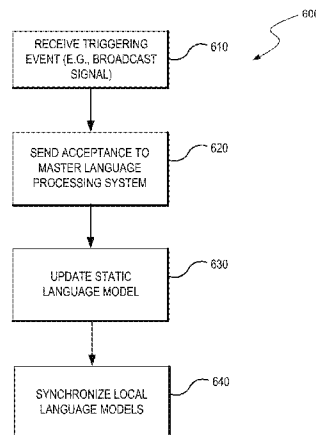 600
RECEIVE TRIGGERING
EVENT (E.G., BROADCAST
SIGNAL)
610
SEND ACCEPTANCE TO
MASTER LANGUAGE
PROCESSING SYSTEM
620
UPDATE STATIC
LANGUAGE MODEL
630
SYNCHRONIZE LOCAL
LANGUAGE MODELS
640